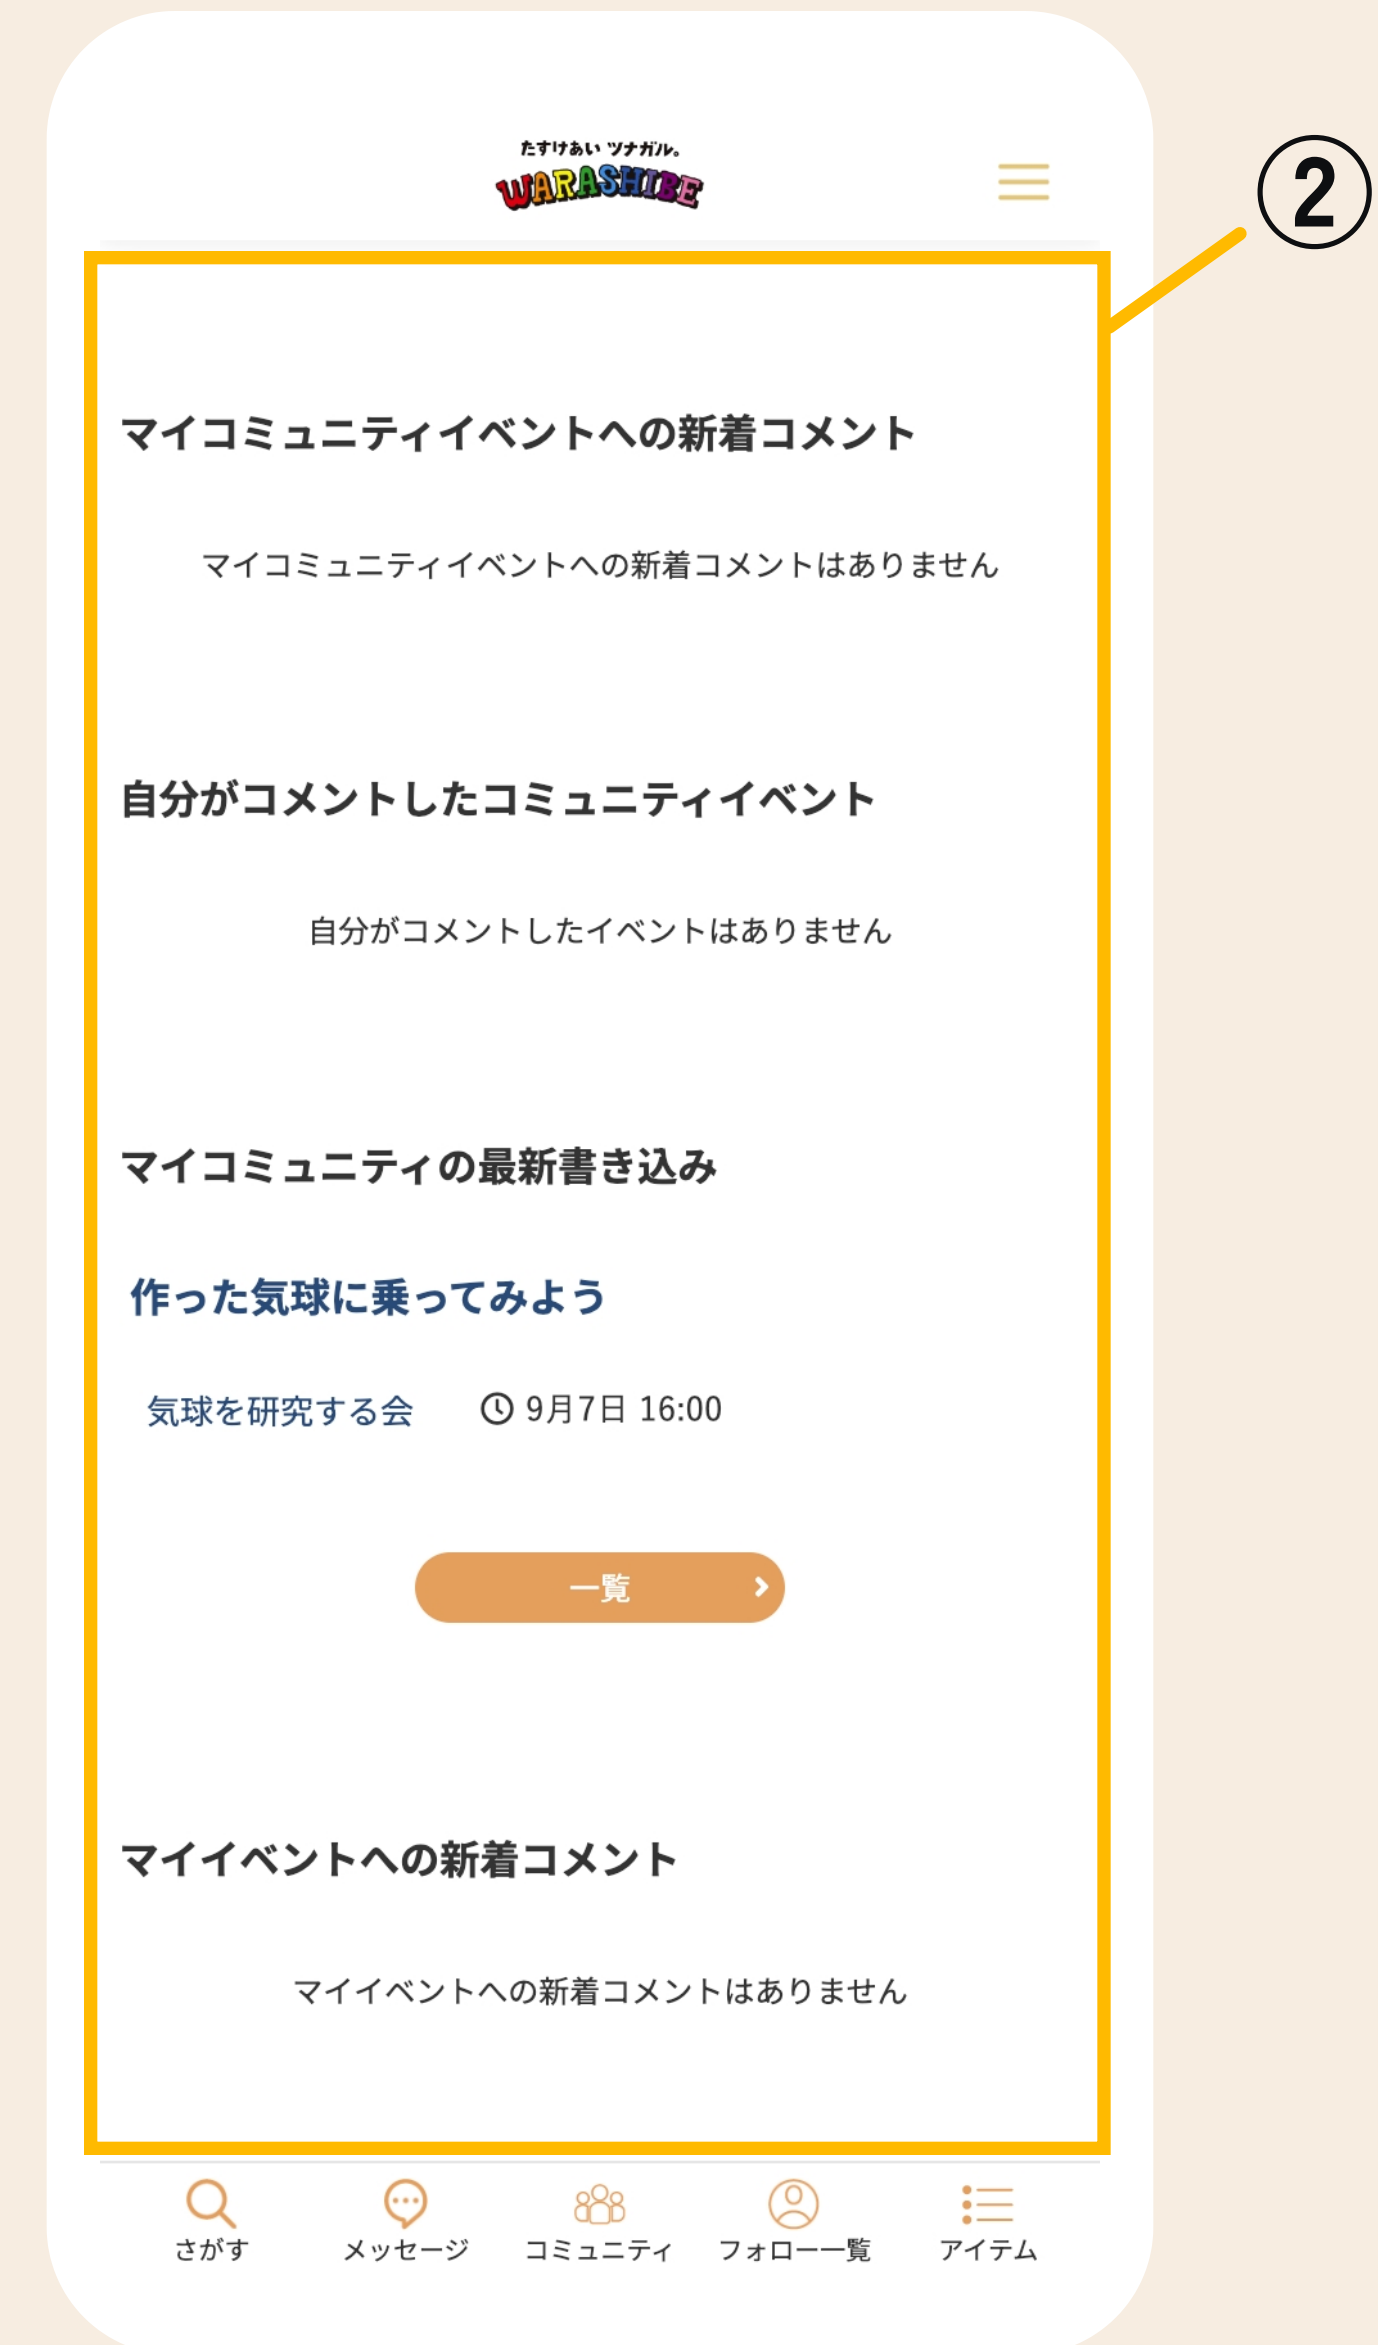 たすけあい ツナガル。
WARASHIBE
②
マイコミュニティイベントへの新着コメント
マイコミュニティイベントへの新着コメントはありません
自分がコメントしたコミュニティイベント
自分がコメントしたイベントはありません
マイコミュニティの最新書き込み
作った気球に乗ってみよう
気球を研究する会 9月7日 16:00
一覧
マイイベントへの新着コメント
マイイベントへの新着コメントはありません
さがす メッセージ コミュニティ フォロー一覧 アイテム